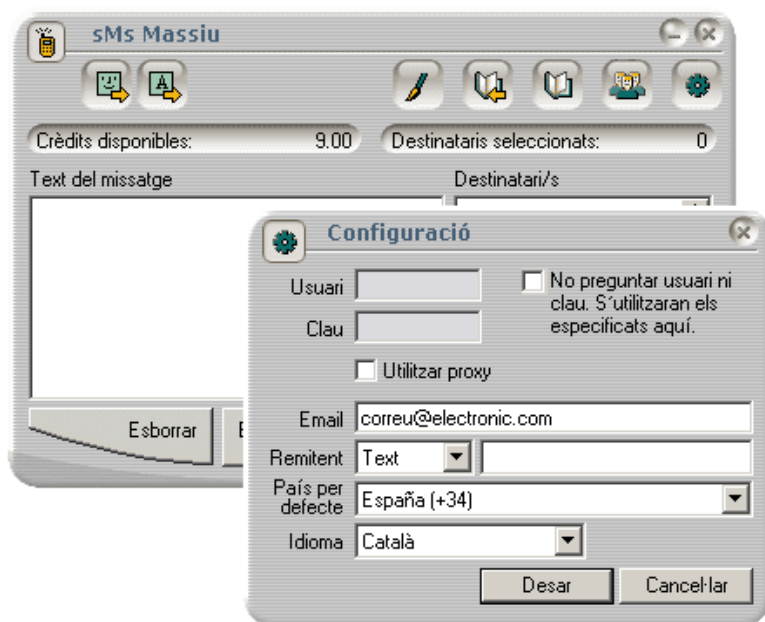 sMs Massiu
Crèdits disponibles: 9.00 Destinataris seleccionats: 0
Text del missatge Destinatari/s
Esborrar
Configuració
Usuari
Clau
No preguntar usuari ni
clau. S´utilitzaran els
especificats aquí.
Utilitzar proxy
Email correu@electronic.com
Remitent Text
País per
defecte España (+34)
Idioma Català
Desar Cancel·lar